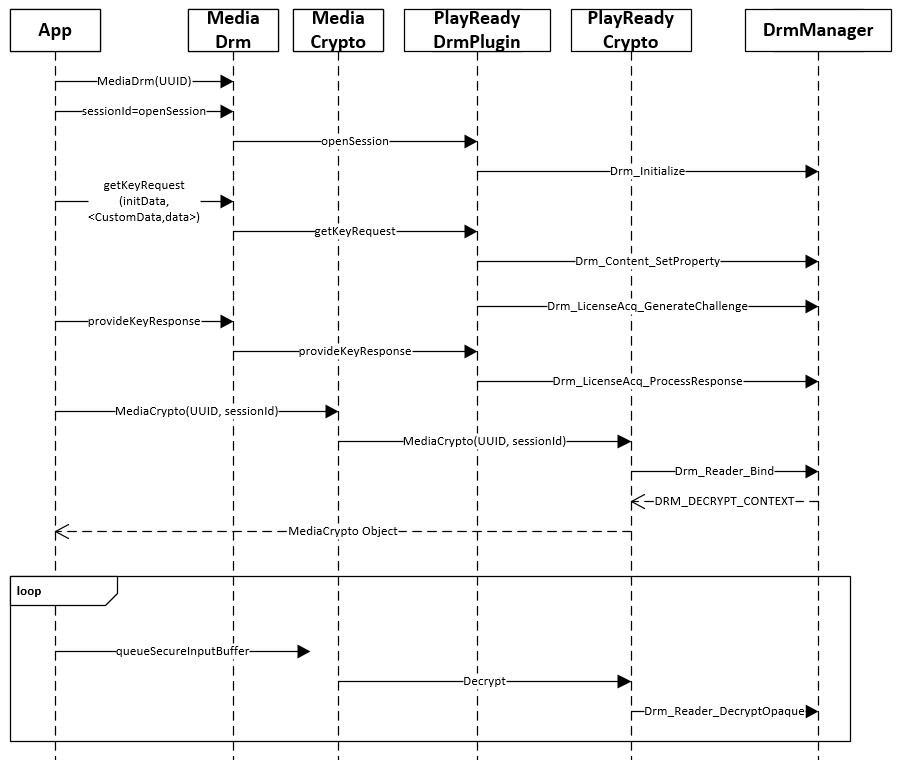 App
Media
Drm
Media
Crypto
PlayReady
DrmPlugin
PlayReady
Crypto
DrmManager
MediaDrm(UUID)
sessionId=openSession
openSession
Drm_Initialize
getKeyRequest
(initData,
<CustomData,data>)
getKeyRequest
Drm_Content_SetProperty
Drm_LicenseAcq_GenerateChallenge
provideKeyResponse
provideKeyResponse
Drm_LicenseAcq_ProcessResponse
MediaCrypto(UUID, sessionId)
MediaCrypto(UUID, sessionId)
Drm_Reader_Bind
DRM_DECRYPT_CONTEXT
MediaCrypto Object
loop
queueSecureInputBuffer
Decrypt
Drm_Reader_DecryptOpaque